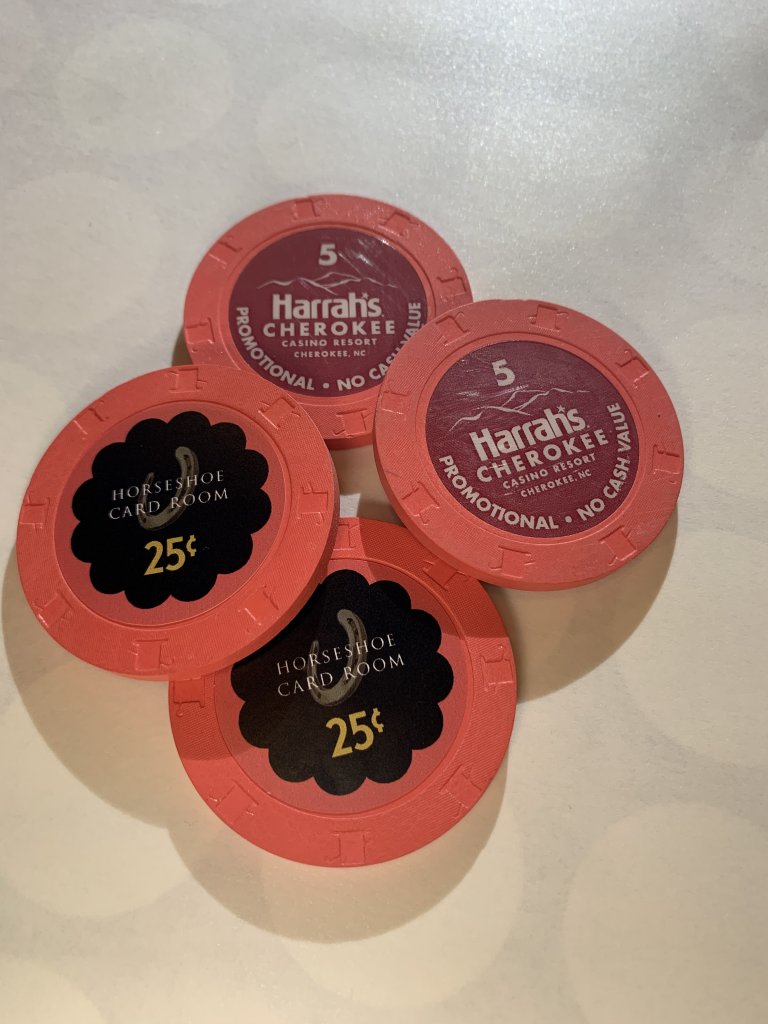 5
Harrah's
CHEROKEE
CASINO RESORT
CHEROKEE, NC
PROMOTIONAL • NO CASH VALUE
5
Harrah's
CHEROKEE
CASINO RESORT
CHEROKEE, NC
PROMOTIONAL • NO CASH VALUE
HORSESHOE
CARD ROOM
25¢
HORSESHOE
CARD ROOM
25¢